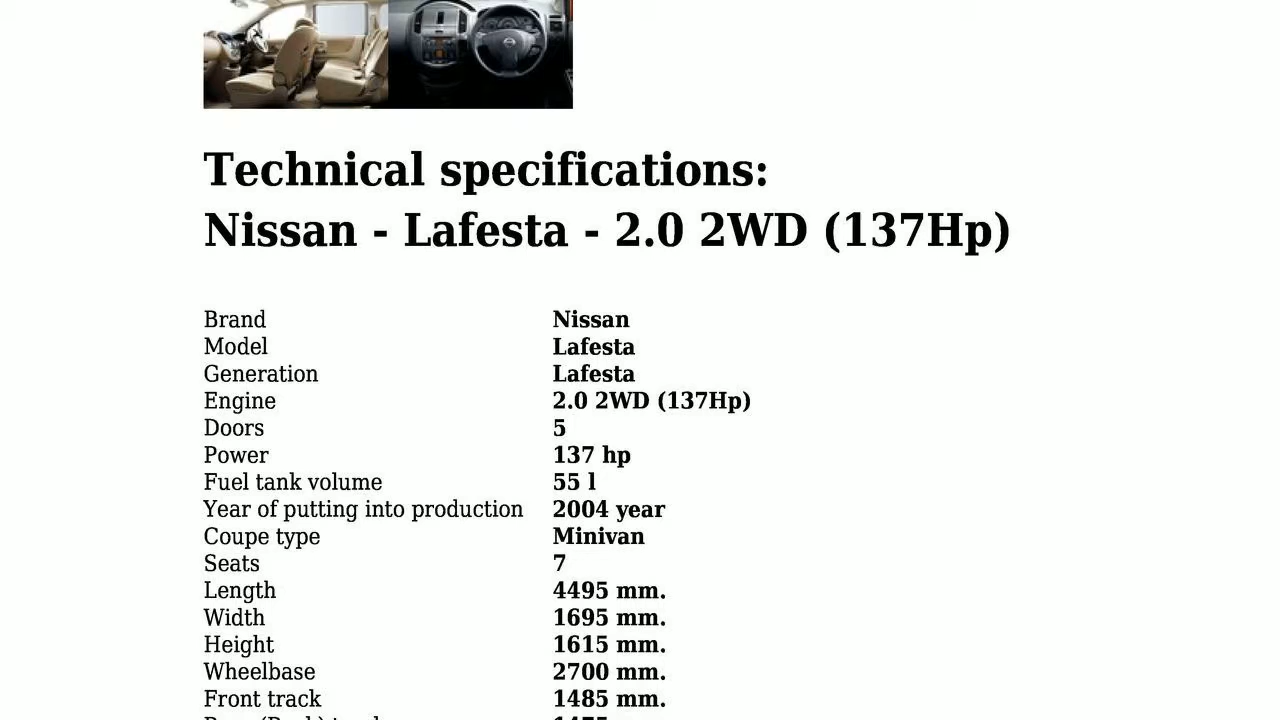 Technical specifications:
Nissan - Lafesta - 2.0 2WD (137Hp)
Brand Nissan
Model Lafesta
Generation Lafesta
Engine 2.0 2WD (137Hp)
Doors 5
Power 137 hp
Fuel tank volume 55 l
Year of putting into production 2004 year
Coupe type Minivan
Seats 7
Length 4495 mm.
Width 1695 mm.
Height 1615 mm.
Wheelbase 2700 mm.
Front track 1485 mm.